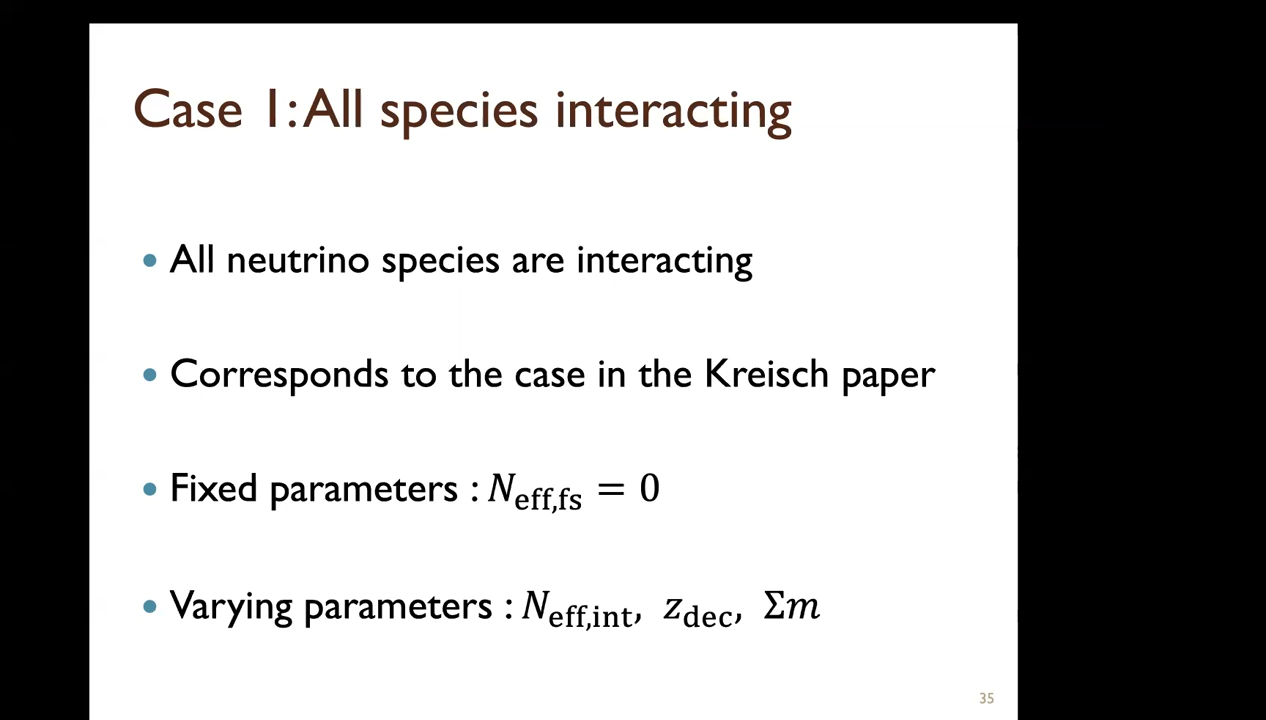 Case 1: All species interacting
• All neutrino species are interacting
• Corresponds to the case in the Kreisch paper
• Fixed parameters : N_eff,fs = 0
• Varying parameters : N_eff,int, z_dec, Σm
35